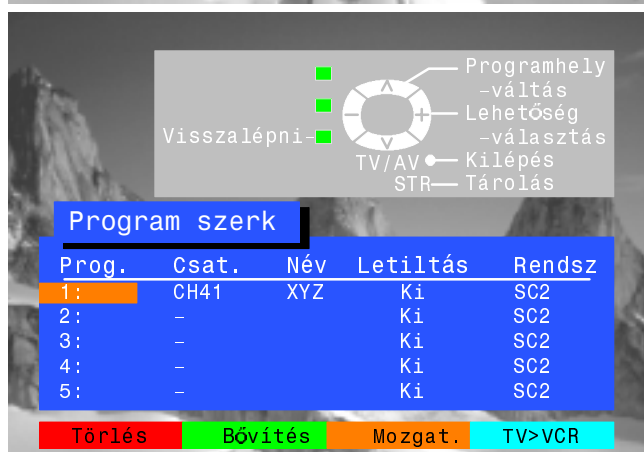 Programhely
-váltás
Lehetőség
Visszalépni
-választás
TV/AV
Kilépés
STR
Tárolás
Program szerk
Prog. Csat. Név Letiltás Rendsz
1: CH41 XYZ Ki SC2
2: - Ki SC2
3: - Ki SC2
4: - Ki SC2
5: - Ki SC2
Törlés Bővítés Mozgat. TV>VCR